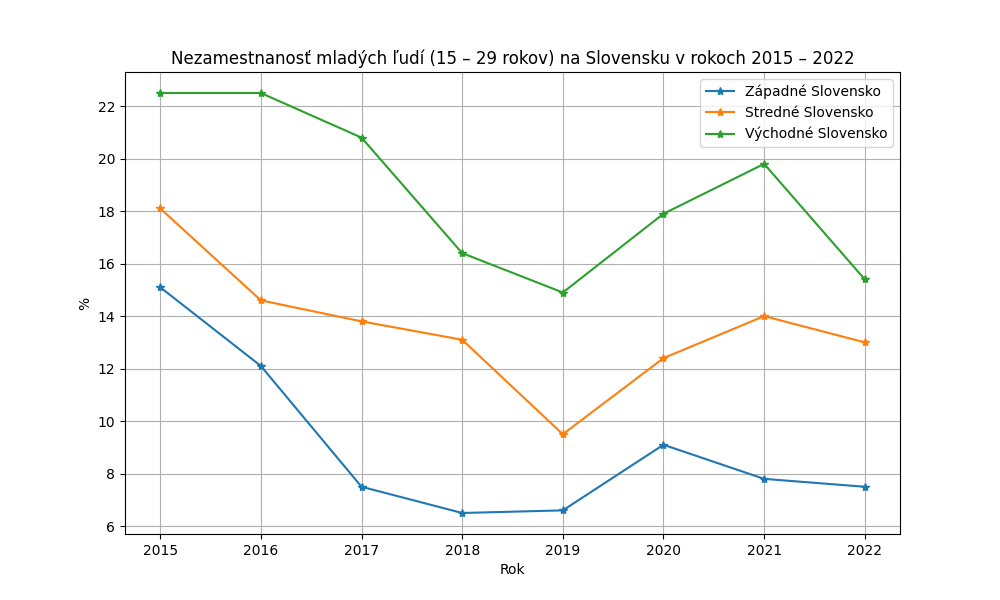 Nezamestnanosť mladých ľudí (15 – 29 rokov) na Slovensku v rokoch 2015 – 2022
Západné Slovensko
Stredné Slovensko
Východné Slovensko
%
22
20
18
16
14
12
10
8
6
2015 2016 2017 2018 2019 2020 2021 2022
Rok